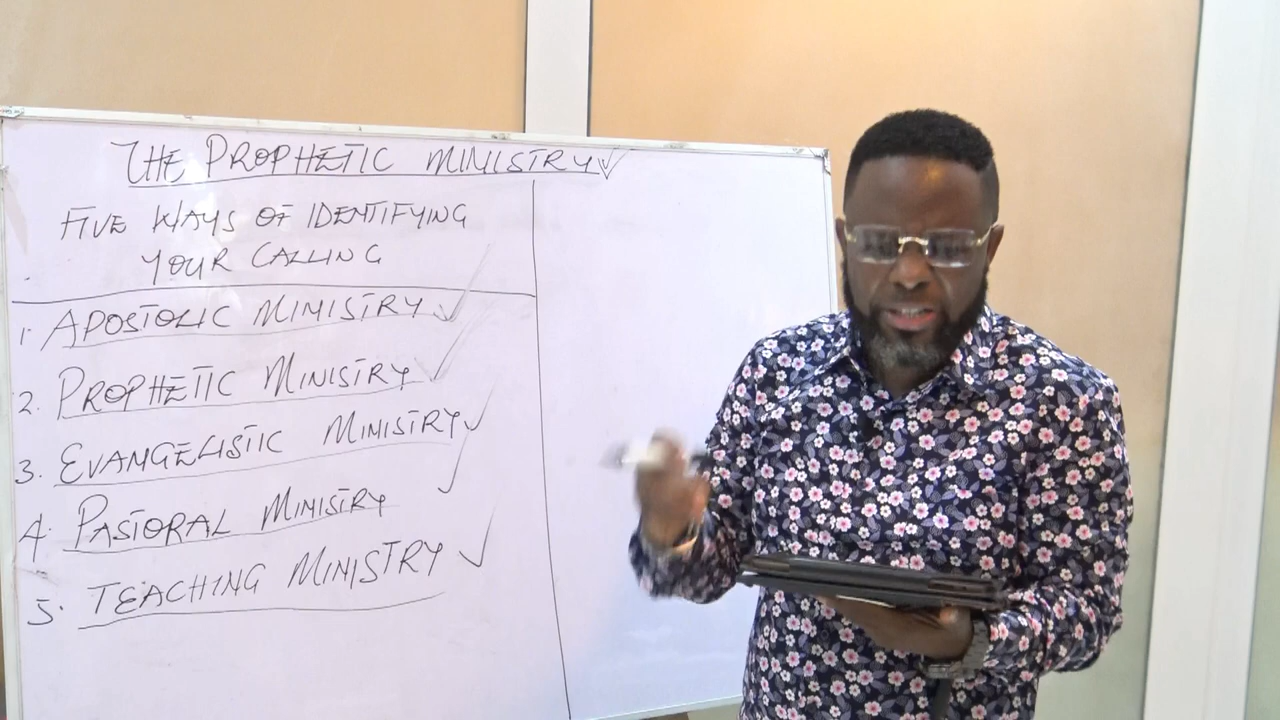 THE PROPHETIC MINISTRY
FIVE WAYS OF IDENTIFYING
YOUR CALLING
1. APOSTOLIC MINISTRY
2. PROPHETIC MINISTRY
3. EVANGELISTIC MINISTRY
4. PASTORAL MINISTRY
5. TEACHING MINISTRY